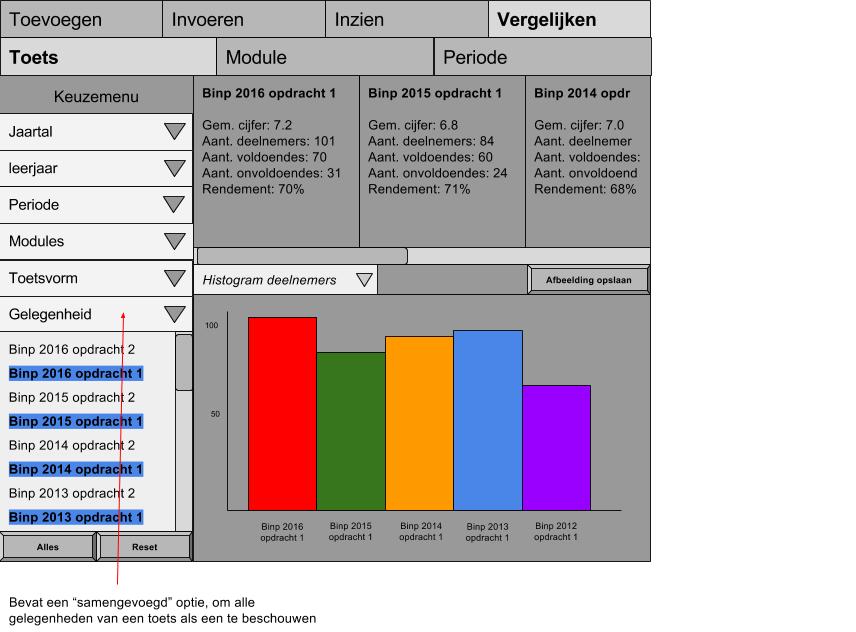 Toevoegen
Invoeren
Inzien
Vergelijken
Toets
Module
Periode
Keuzemenu
Jaartal
leerjaar
Periode
Modules
Toetsvorm
Gelegenheid
Binp 2016 opdracht 2
Binp 2016 opdracht 1
Binp 2015 opdracht 2
Binp 2015 opdracht 1
Binp 2014 opdracht 2
Binp 2014 opdracht 1
Binp 2013 opdracht 2
Binp 2013 opdracht 1
Alles
Reset
Binp 2016 opdracht 1
Gem. cijfer: 7.2
Aant. deelnemers: 101
Aant. voldoendes: 70
Aant. onvoldoendes: 31
Rendement: 70%
Binp 2015 opdracht 1
Gem. cijfer: 6.8
Aant. deelnemers: 84
Aant. voldoendes: 60
Aant. onvoldoendes: 24
Rendement: 71%
Binp 2014 opdr
Gem. cijfer: 7.0
Aant. deelnemer
Aant. voldoendes:
Aant. onvoldoend
Rendement: 68%
Histogram deelnemers
Afbeelding opslaan
100
50
Binp 2016
opdracht 1
Binp 2015
opdracht 1
Binp 2014
opdracht 1
Binp 2013
opdracht 1
Binp 2012
opdracht 1
Bevat een “samengevoegd” optie, om alle
gelegenheden van een toets als een te beschouwen